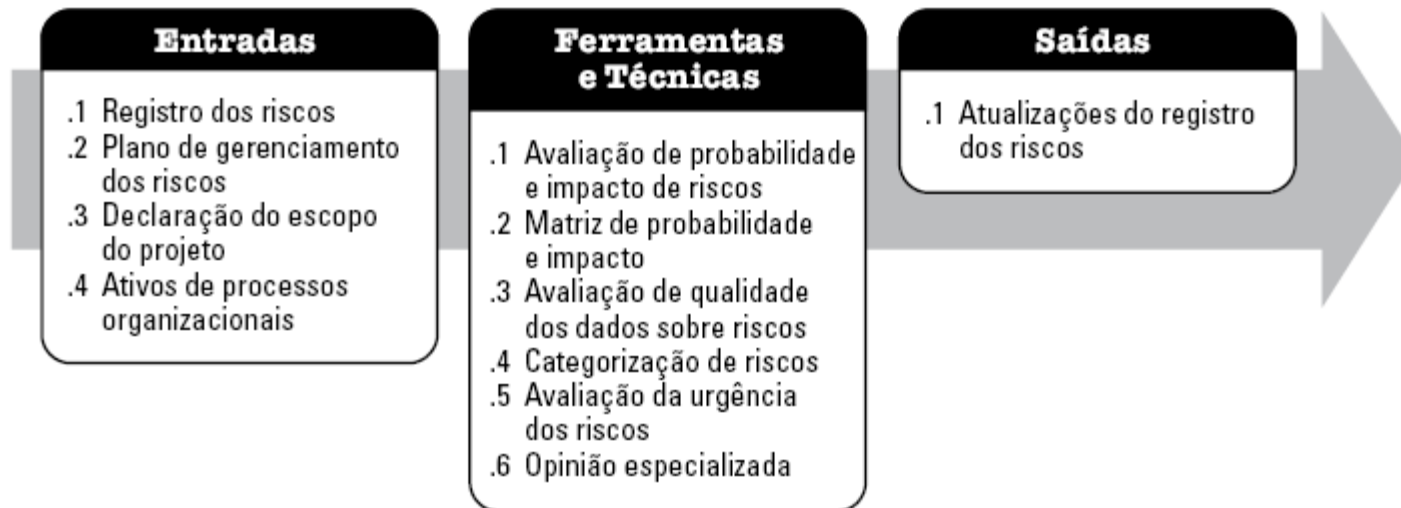 Entradas
.1 Registro dos riscos
.2 Plano de gerenciamento
dos riscos
.3 Declaração do escopo
do projeto
.4 Ativos de processos
organizacionais
Ferramentas
e Técnicas
.1 Avaliação de probabilidade
e impacto de riscos
.2 Matriz de probabilidade
e impacto
.3 Avaliação de qualidade
dos dados sobre riscos
.4 Categorização de riscos
.5 Avaliação da urgência
dos riscos
.6 Opinião especializada
Saídas
.1 Atualizações do registro
dos riscos